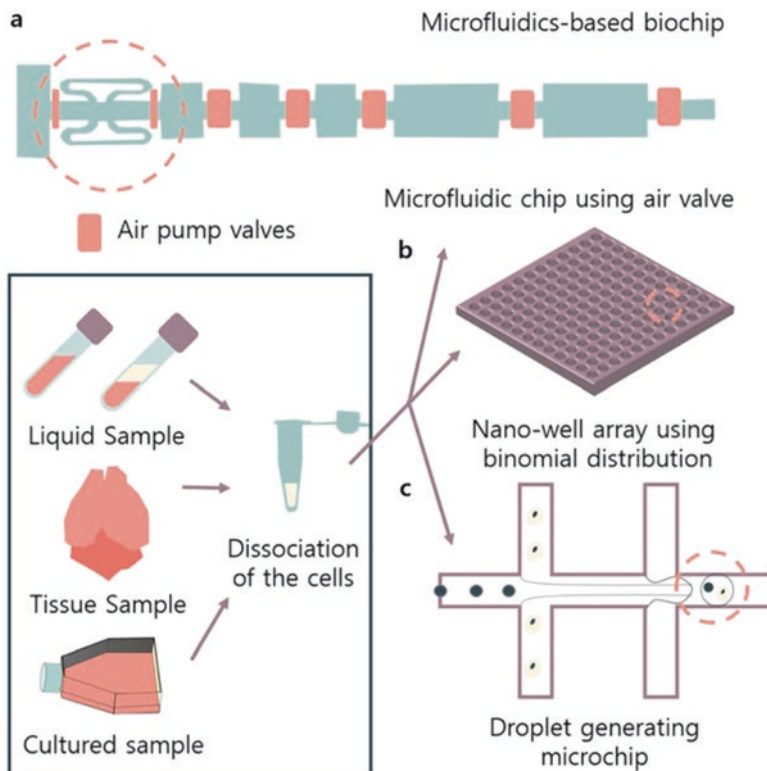 a
Microfluidics-based biochip
Air pump valves
Microfluidic chip using air valve
b
Liquid Sample
Tissue Sample
Cultured sample
Dissociation
of the cells
Nano-well array using
binomial distribution
c
Droplet generating
microchip